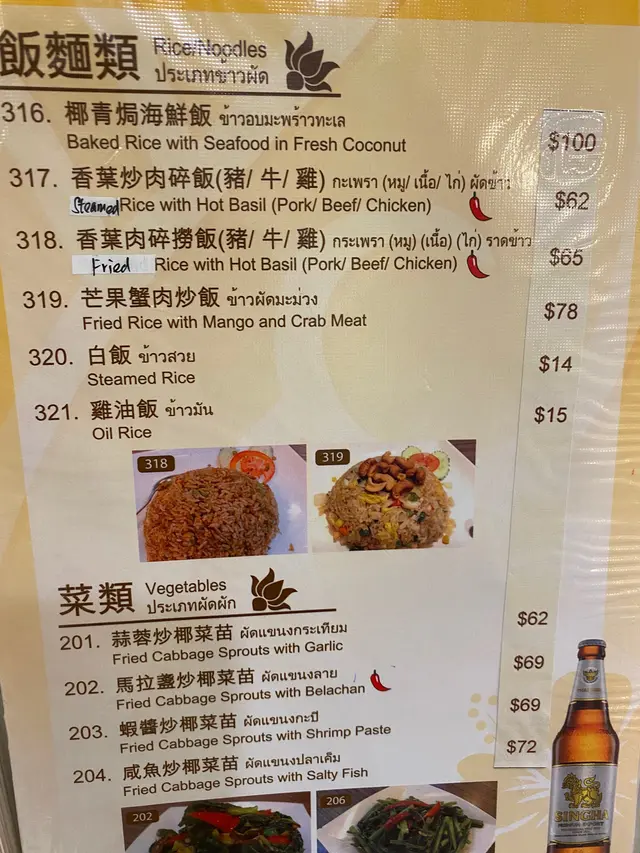 飯麵類 Rice/Noodles
ประเภทข้าวผัด
316. 椰青焗海鮮飯 ข้าวอบมะพร้าวทะเล
Baked Rice with Seafood in Fresh Coconut $100
317. 香葉炒肉碎飯(豬/ 牛/ 雞) กะเพรา (หมู/ เนื้อ/ ไก่) ผัดข้าว
Steamed Rice with Hot Basil (Pork/ Beef/ Chicken) $62
318. 香葉肉碎撈飯(豬/ 牛/ 雞) กระเพรา (หมู) (เนื้อ) (ไก่) ราดข้าว
Fried Rice with Hot Basil (Pork/ Beef/ Chicken) $65
319. 芒果蟹肉炒飯 ข้าวผัดมะม่วง
Fried Rice with Mango and Crab Meat $78
320. 白飯 ข้าวสวย
Steamed Rice $14
321. 雞油飯 ข้าวมัน
Oil Rice $15
318
319
菜類 Vegetables
ประเภทผัดผัก
201. 蒜蓉炒椰菜苗 ผัดแขนงกระเทียม
Fried Cabbage Sprouts with Garlic $62
202. 馬拉盞炒椰菜苗 ผัดแขนงลาย
Fried Cabbage Sprouts with Belachan $69
203. 蝦醬炒椰菜苗 ผัดแขนงกะปิ
Fried Cabbage Sprouts with Shrimp Paste $69
204. 咸魚炒椰菜苗 ผัดแขนงปลาเค็ม
Fried Cabbage Sprouts with Salty Fish $72
202
206
SINGHA